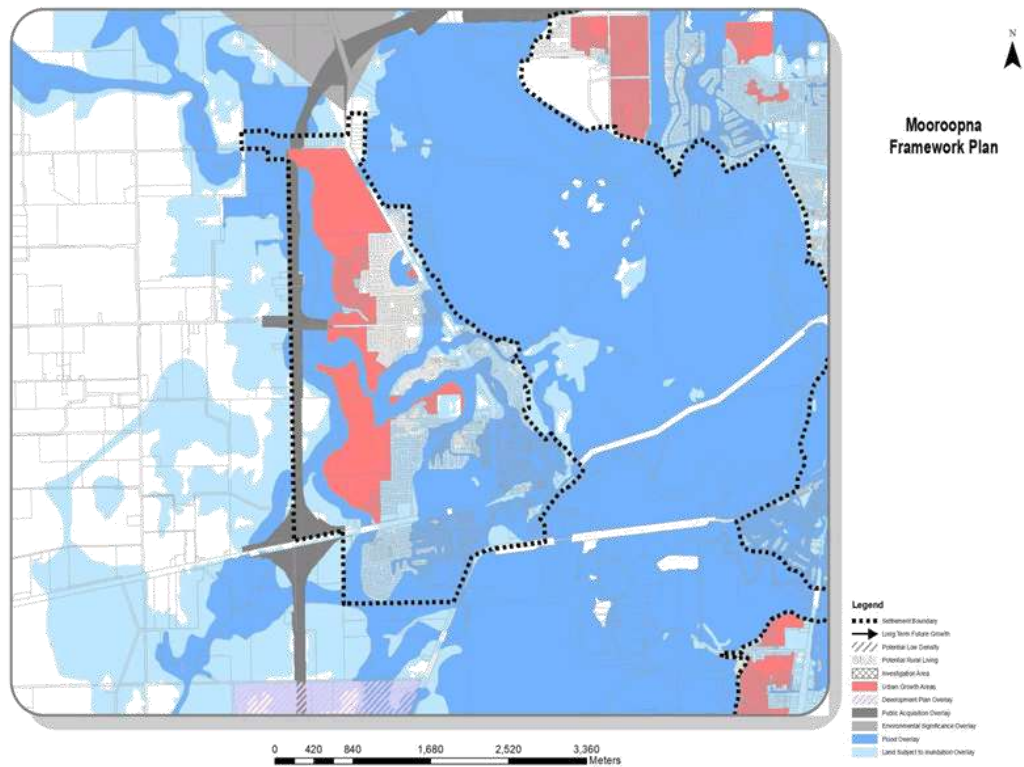 N
Mooroopna
Framework Plan
Legend
Settlement Boundary
Long Term Future Growth
Potential Low Density
Potential Rural Living
Investigation Area
Urban Growth Areas
Development Plan Overlay
Public Acquisition Overlay
Environmental Significance Overlay
Flood Overlay
Land Subject to Inundation Overlay
0 420 840 1,680 2,520 3,360
Meters